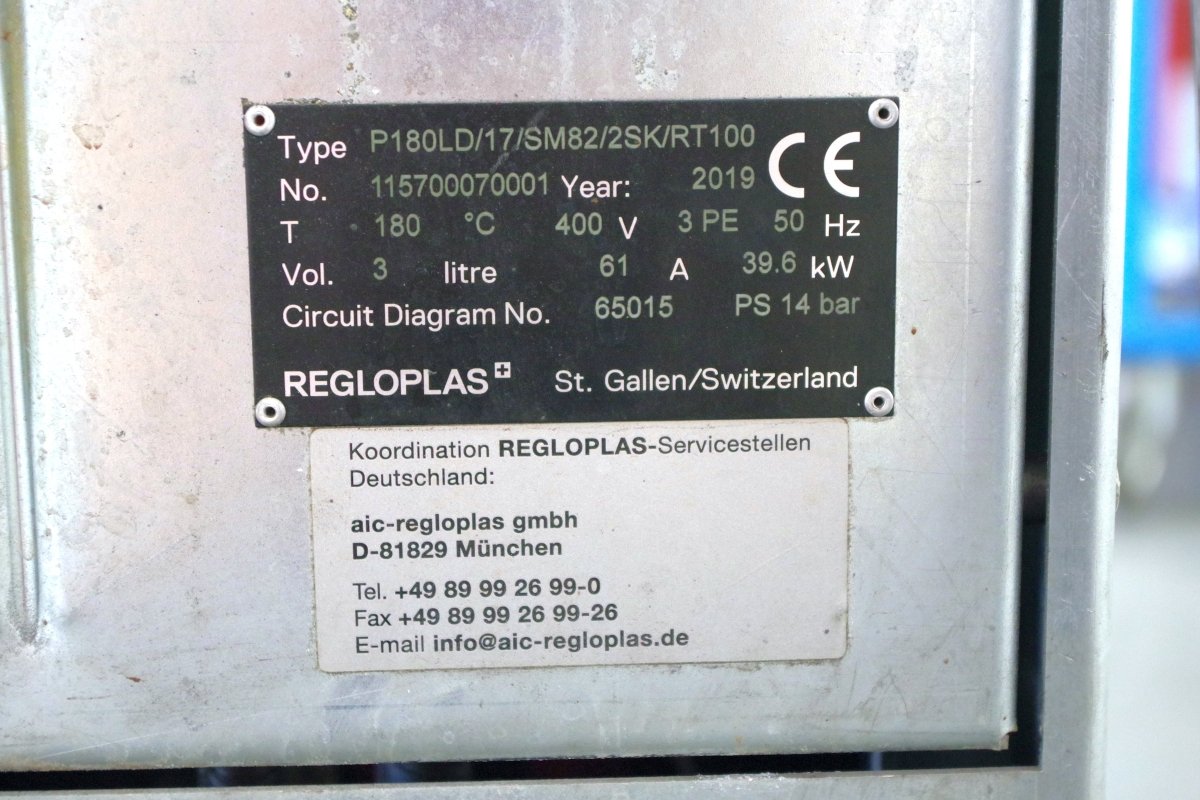 Type P180LD/17/SM82/2SK/RT100 CE
No. 115700070001 Year: 2019
T 180 °C 400 V 3 PE 50 Hz
Vol. 3 litre 61 A 39.6 kW
Circuit Diagram No. 65015 PS 14 bar
REGLOPLAS St. Gallen/Switzerland
Koordination REGLOPLAS-Servicestellen
Deutschland:
aic-regloplas gmbh
D-81829 München
Tel. +49 89 99 26 99-0
Fax +49 89 99 26 99-26
E-mail info@aic-regloplas.de